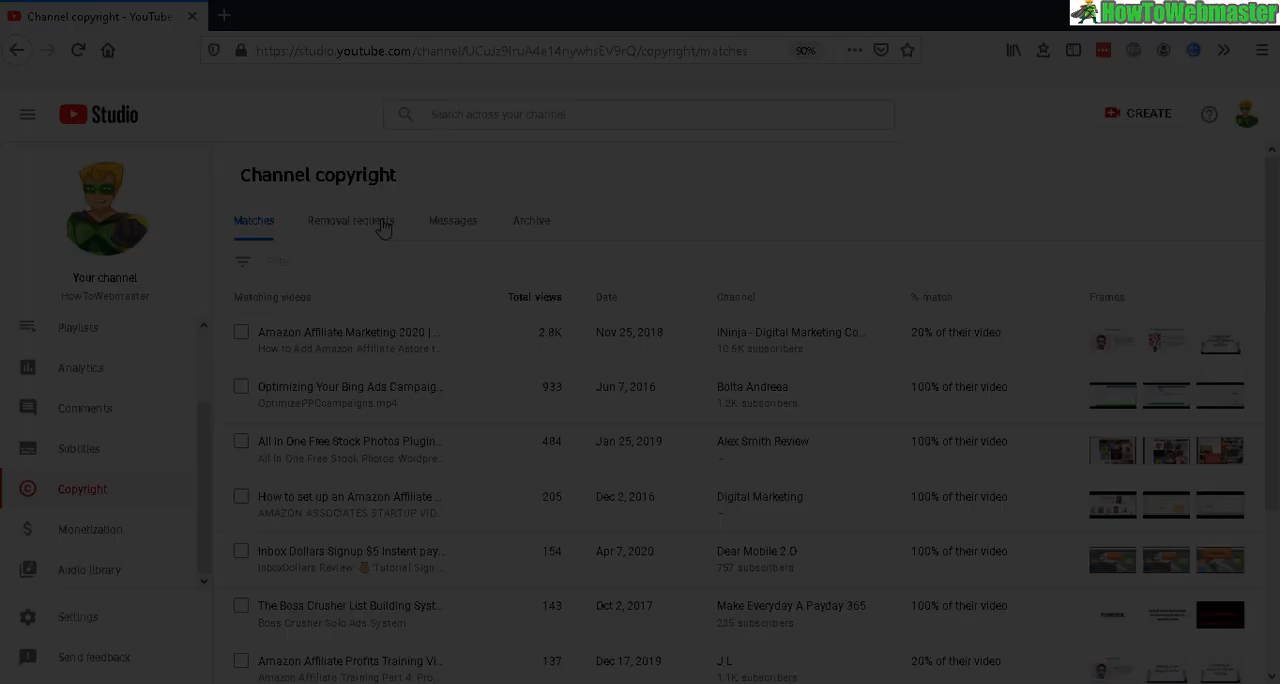 Channel copyright - YouTube
HowToWebmaster
https://studio.youtube.com/channel/UCuJz9lruA4e14nywhsEV9rQ/copyright/matches
90%
Studio
Search across your channel
CREATE
Channel copyright
Matches
Removal requests
Messages
Archive
Your channel
HowToWebmaster
Filter
Matching videos
Total views
Date
Channel
% match
Frames
Playlists
Analytics
Comments
Subtitles
Copyright
Monetization
Audio library
Settings
Send feedback
Amazon Affiliate Marketing 2020 | ...
How to Add Amazon Affiliate Astore t...
2.8K
Nov 25, 2018
iNinja - Digital Marketing Co...
10.5K subscribers
20% of their video
Optimizing Your Bing Ads Campaig...
OptimizePPCcampaigns.mp4
933
Jun 7, 2016
Bolta Andreea
1.2K subscribers
100% of their video
All In One Free Stock Photos Plugin...
All In One Free Stock Photos Wordpre...
484
Jan 25, 2019
Alex Smith Review
–
100% of their video
How to set up an Amazon Affiliate ...
AMAZON ASSOCIATES STARTUP VID...
205
Dec 2, 2016
Digital Marketing
–
100% of their video
Inbox Dollars Signup $5 Instent pay...
InboxDollars Review 🥇 Tutorial Sign...
154
Apr 7, 2020
Dear Mobile 2.0
757 subscribers
100% of their video
The Boss Crusher List Building Syst...
Boss Crusher Solo Ads System
143
Oct 2, 2017
Make Everyday A Payday 365
235 subscribers
100% of their video
Amazon Affiliate Profits Training Vi...
Amazon Affiliate Training Part 4: Pro...
137
Dec 17, 2019
J L
1.1K subscribers
20% of their video